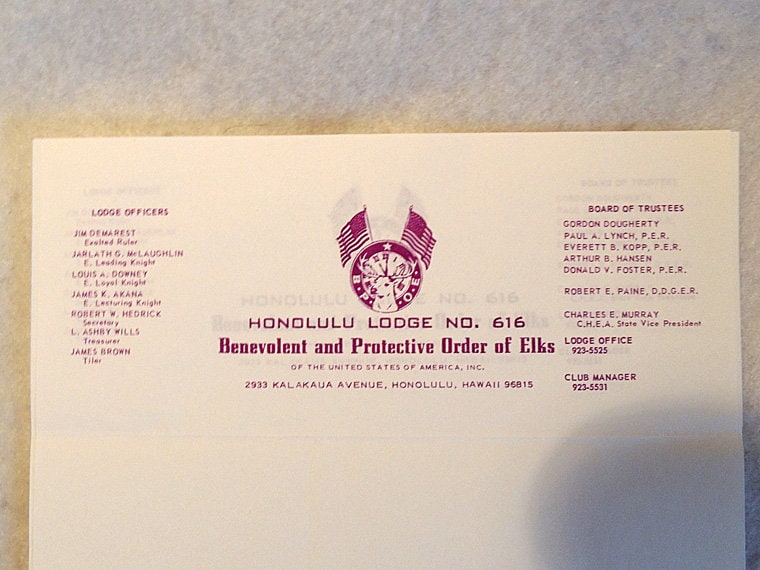 LODGE OFFICERS
JIM DEMAREST
Exalted Ruler
JARLATH G. McLAUGHLIN
E. Leading Knight
LOUIS A. DOWNEY
E. Loyal Knight
JAMES K. AKANA
E. Lecturing Knight
ROBERT W. HEDRICK
Secretary
L. ASHBY WILLS
Treasurer
JAMES BROWN
Tiler
B P O E
HONOLULU LODGE NO. 616
Benevolent and Protective Order of Elks
OF THE UNITED STATES OF AMERICA, INC.
2933 KALAKAUA AVENUE, HONOLULU, HAWAII 96815
BOARD OF TRUSTEES
GORDON DOUGHERTY
PAUL A. LYNCH, P.E.R.
EVERETT B. KOPP, P.E.R.
ARTHUR B. HANSEN
DONALD V. FOSTER, P.E.R.
ROBERT E. PAINE, D.D.G.E.R.
CHARLES E. MURRAY
C.H.E.A. State Vice President
LODGE OFFICE
923-5525
CLUB MANAGER
923-5531